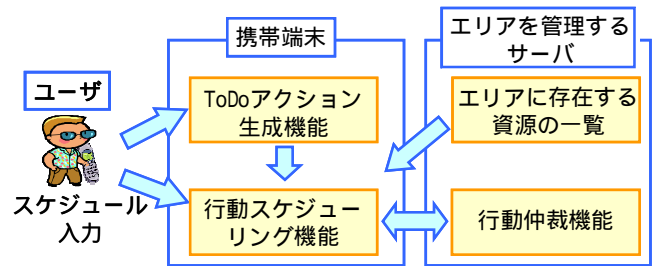 ユーザ
スケジュール
入力
携帯端末
ToDoアクション
生成機能
行動スケジュー
リング機能
エリアを管理する
サーバ
エリアに存在する
資源の一覧
行動仲裁機能